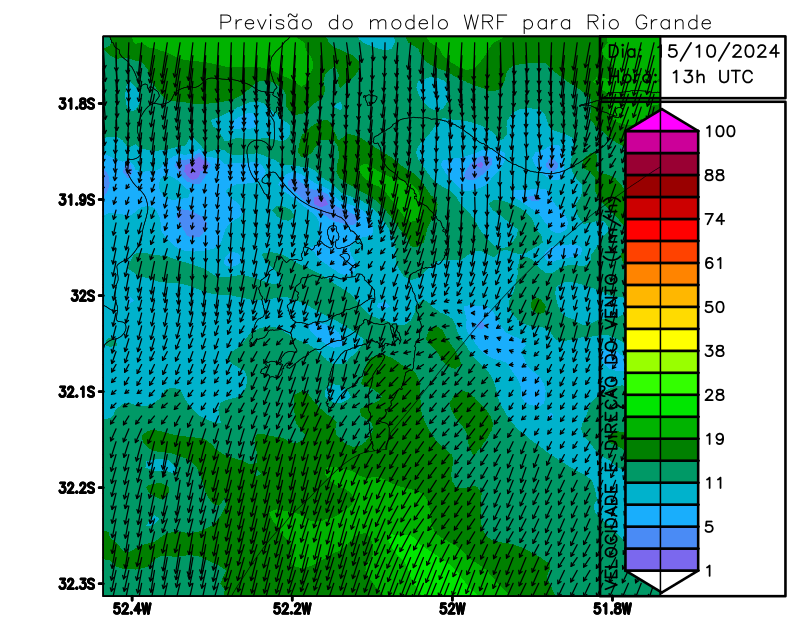 Previsão do modelo WRF para Rio Grande
Dia: 15/10/2024
Hora: 13h UTC
31.8S
31.9S
32S
32.1S
32.2S
32.3S
52.4W
52.2W
52W
51.8W
VELOCIDADE E DIREÇÃO DO VENTO (km/h)
100
88
74
61
50
38
28
19
11
5
1